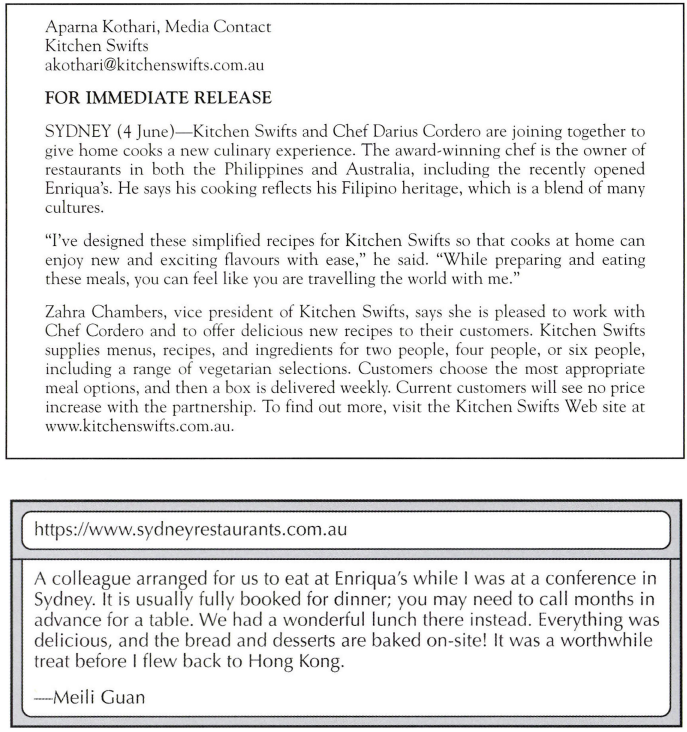 Aparna Kothari, Media Contact
Kitchen Swifts
akothari@kitchenswifts.com.au
FOR IMMEDIATE RELEASE
SYDNEY (4 June)—Kitchen Swifts and Chef Darius Cordero are joining together to
give home cooks a new culinary experience. The award-winning chef is the owner of
restaurants in both the Philippines and Australia, including the recently opened
Enriqua's. He says his cooking reflects his Filipino heritage, which is a blend of many
cultures.
“I've designed these simplified recipes for Kitchen Swifts so that cooks at home can
enjoy new and exciting flavours with ease,” he said. “While preparing and eating
these meals, you can feel like you are travelling the world with me.”
Zahra Chambers, vice president of Kitchen Swifts, says she is pleased to work with
Chef Cordero and to offer delicious new recipes to their customers. Kitchen Swifts
supplies menus, recipes, and ingredients for two people, four people, or six people,
including a range of vegetarian selections. Customers choose the most appropriate
meal options, and then a box is delivered weekly. Current customers will see no price
increase with the partnership. To find out more, visit the Kitchen Swifts Web site at
www.kitchenswifts.com.au.
https://www.sydneyrestaurants.com.au
A colleague arranged for us to eat at Enriqua's while I was at a conference in
Sydney. It is usually fully booked for dinner; you may need to call months in
advance for a table. We had a wonderful lunch there instead. Everything was
delicious, and the bread and desserts are baked on-site! It was a worthwhile
treat before I flew back to Hong Kong.
—Meili Guan